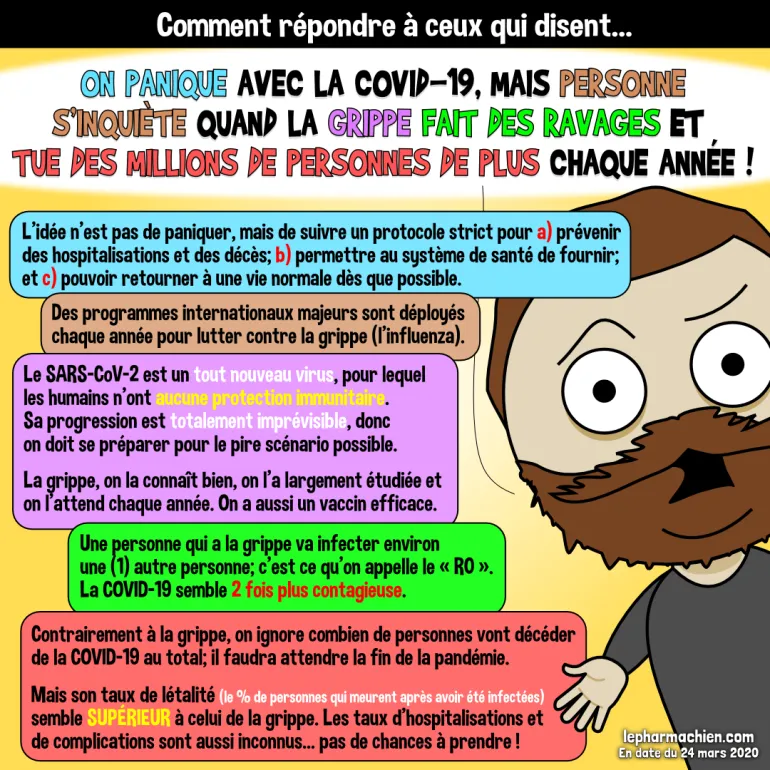 Comment répondre à ceux qui disent...
ON PANIQUE AVEC LA COVID-19, MAIS PERSONNE
S'INQUIÈTE QUAND LA GRIPPE FAIT DES RAVAGES ET
TUE DES MILLIONS DE PERSONNES DE PLUS CHAQUE ANNÉE !
L'idée n'est pas de paniquer, mais de suivre un protocole strict pour a) prévenir
des hospitalisations et des décès; b) permettre au système de santé de fournir;
et c) pouvoir retourner à une vie normale dès que possible.
Des programmes internationaux majeurs sont déployés
chaque année pour lutter contre la grippe (l'influenza).
Le SARS-CoV-2 est un tout nouveau virus, pour lequel
les humains n'ont aucune protection immunitaire.
Sa progression est totalement imprévisible, donc
on doit se préparer pour le pire scénario possible.
La grippe, on la connaît bien, on l'a largement étudiée et
on l'attend chaque année. On a aussi un vaccin efficace.
Une personne qui a la grippe va infecter environ
une (1) autre personne; c'est ce qu'on appelle le « R0 ».
La COVID-19 semble 2 fois plus contagieuse.
Contrairement à la grippe, on ignore combien de personnes vont décéder
de la COVID-19 au total; il faudra attendre la fin de la pandémie.
Mais son taux de létalité (le % de personnes qui meurent après avoir été infectées)
semble SUPÉRIEUR à celui de la grippe. Les taux d'hospitalisations et
de complications sont aussi inconnus... pas de chances à prendre !
lepharmachien.com
En date du 24 mars 2020